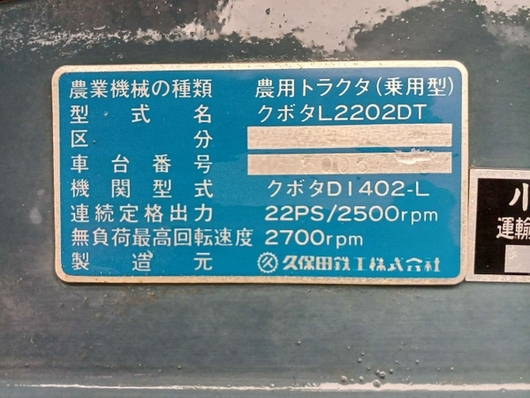 農業機械の種類 農用トラクタ(乗用型)
型式名 クボタL2202DT
区分
車台番号
機関型式 クボタD1402-L
連続定格出力 22PS/2500rpm
無負荷最高回転速度 2700rpm
製造元 久保田鉄工株式会社
小
運輸